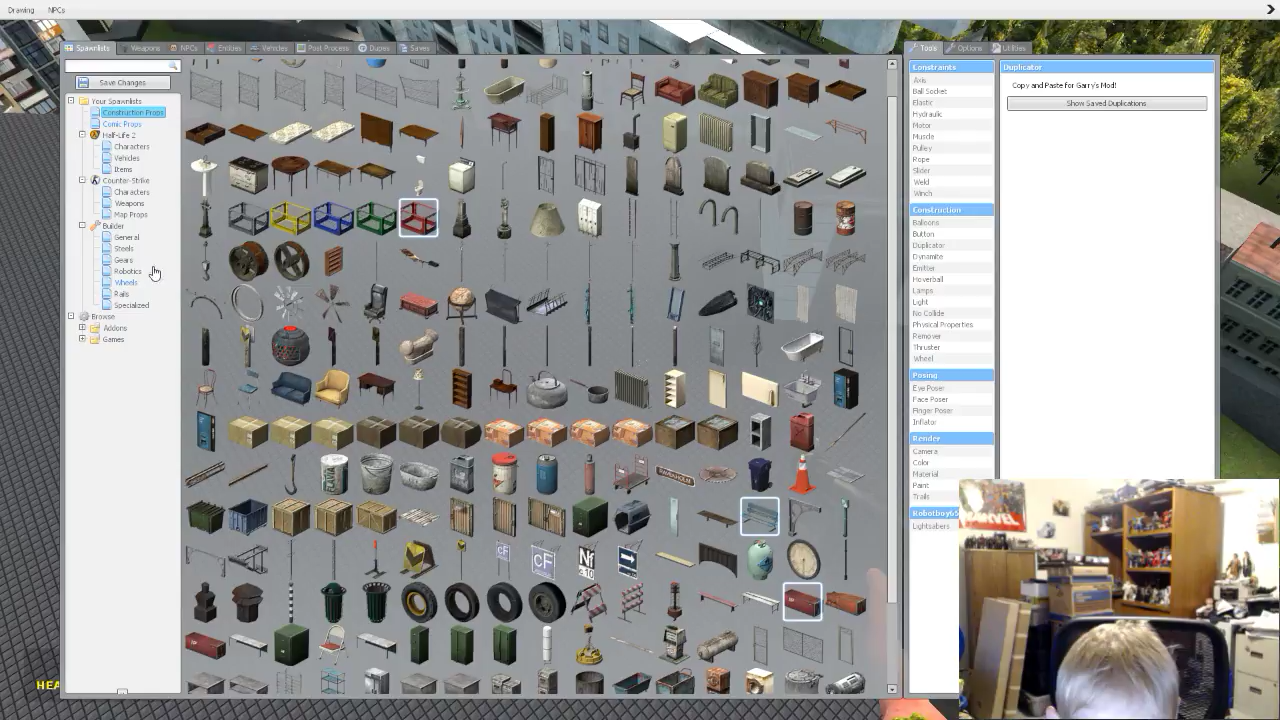 Drawing NPCs
Spawnlists Weapons NPCs Entities Vehicles Post Process Dupes Saves
Tools Options Utilities
Save Changes
Your Spawnlists
Construction Props
Comic Props
Half-Life 2
Characters
Vehicles
Items
Counter-Strike
Characters
Weapons
Map Props
Builder
General
Steels
Gears
Robotics
Wheels
Rails
Specialized
Browse
Addons
Games
cF
cF
Constraints
Axis
Ball Socket
Elastic
Hydraulic
Motor
Muscle
Pulley
Rope
Slider
Weld
Winch
Construction
Balloons
Button
Duplicator
Dynamite
Emitter
Hoverball
Lamps
Light
No Collide
Physical Properties
Remover
Thruster
Wheel
Posing
Eye Poser
Face Poser
Finger Poser
Inflator
Render
Camera
Color
Material
Paint
Trails
Lightsabers
Duplicator
Copy and Paste for Garry's Mod!
Show Saved Duplications
MARVEL
HEA